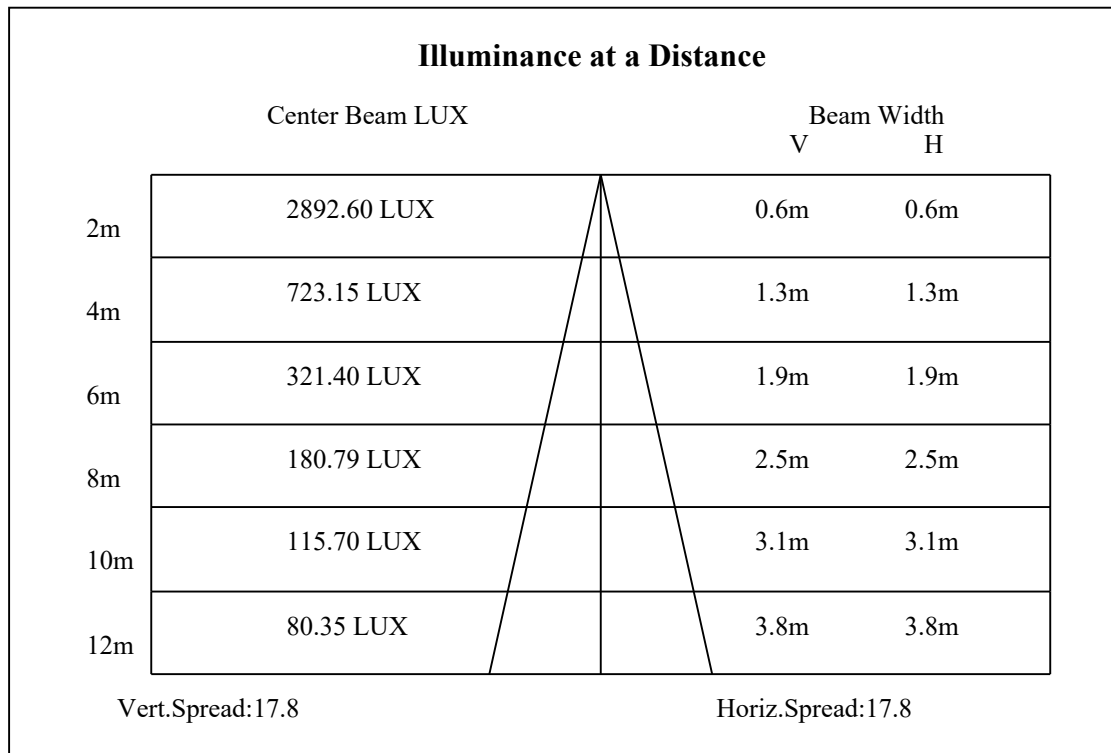 Illuminance at a Distance
Center Beam LUX Beam Width
V H
2m 2892.60 LUX 0.6m 0.6m
4m 723.15 LUX 1.3m 1.3m
6m 321.40 LUX 1.9m 1.9m
8m 180.79 LUX 2.5m 2.5m
10m 115.70 LUX 3.1m 3.1m
12m 80.35 LUX 3.8m 3.8m
Vert.Spread:17.8 Horiz.Spread:17.8